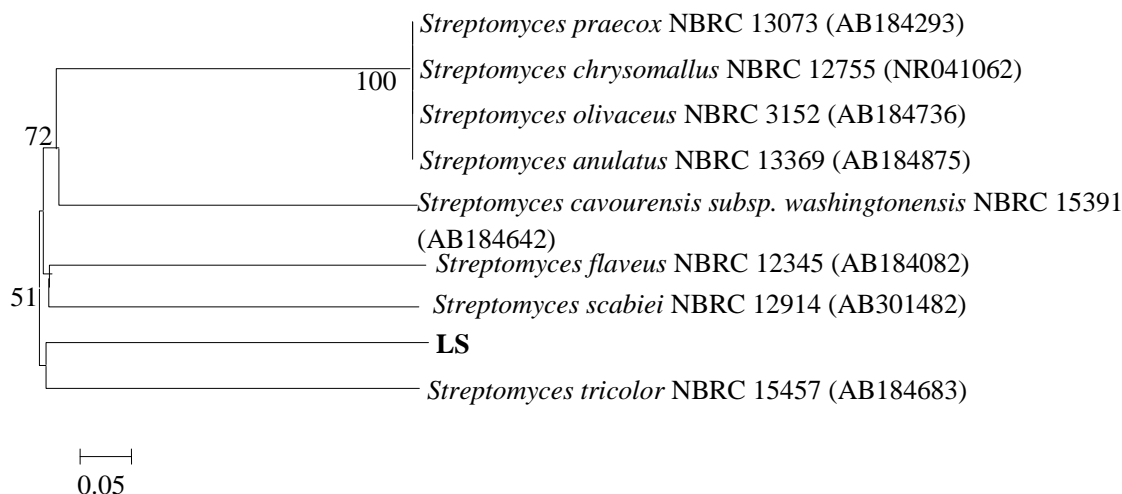 Streptomyces praecox NBRC 13073 (AB184293)
100
Streptomyces chrysomallus NBRC 12755 (NR041062)
Streptomyces olivaceus NBRC 3152 (AB184736)
72
Streptomyces anulatus NBRC 13369 (AB184875)
Streptomyces cavourensis subsp. washingtonensis NBRC 15391
(AB184642)
Streptomyces flaveus NBRC 12345 (AB184082)
51
Streptomyces scabiei NBRC 12914 (AB301482)
LS
Streptomyces tricolor NBRC 15457 (AB184683)
0.05